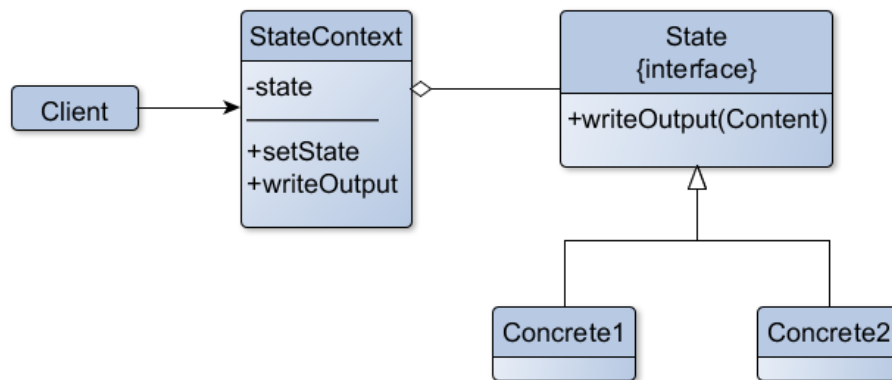 Client
StateContext
-state
+setState
+writeOutput
State
{interface}
+writeOutput(Content)
Concrete1
Concrete2